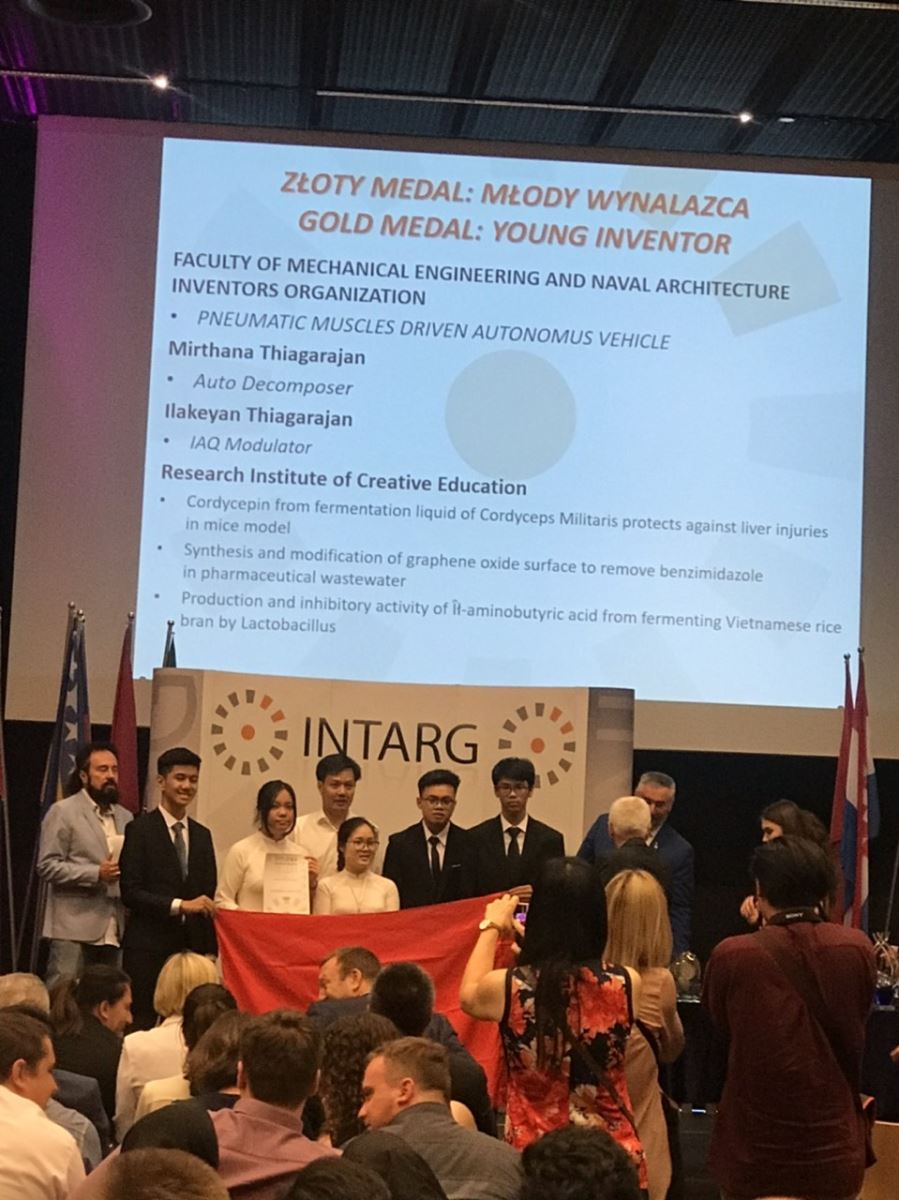 ZŁOTY MEDAL: MŁODY WYNALAZCA
GOLD MEDAL: YOUNG INVENTOR
FACULTY OF MECHANICAL ENGINEERING AND NAVAL ARCHITECTURE
INVENTORS ORGANIZATION
• PNEUMATIC MUSCLES DRIVEN AUTONOMUS VEHICLE
Mirthana Thiagarajan
• Auto Decomposer
Ilakeyan Thiagarajan
• IAQ Modulator
Research Institute of Creative Education
• Cordycepin from fermentation liquid of Cordyceps Militaris protects against liver injuries
in mice model
• Synthesis and modification of graphene oxide surface to remove benzimidazole
in pharmaceutical wastewater
• Production and inhibitory activity of Îł-aminobutyric acid from fermenting Vietnamese rice
bran by Lactobacillus
INTARG
SONY